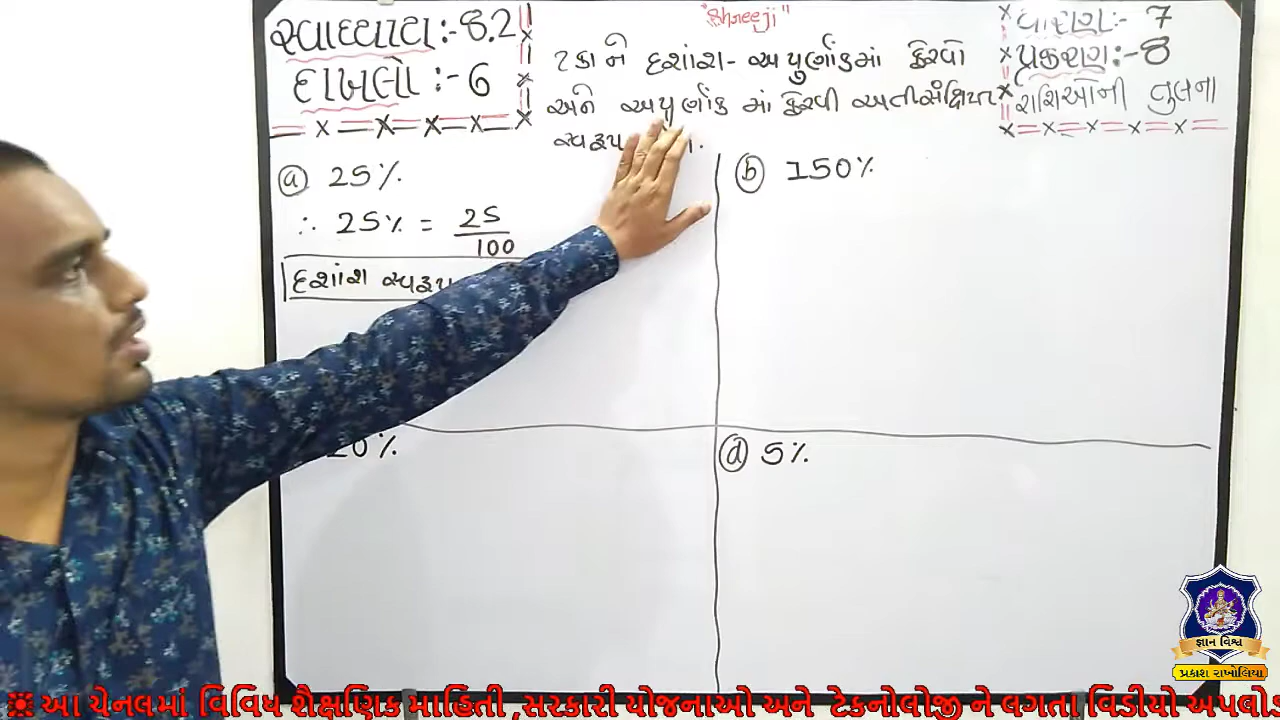 "Shreeji"
સ્વાધ્યાય :- 8.2
દાખલો :- 6
ટકાને દશાંશ - અપુર્ણાંકમાં ફેરવો
અને અપુર્ણાંક માં ફેરવી અતીસંક્ષિપ્ત
સ્વરૂપ
ધોરણ :- 7
પ્રકરણ :- 8
રાશિઓની તુલના
ⓐ 25%
∴ 25% = 25/100
દશાંશ સ્વરૂપ
ⓑ 150%
20%
ⓓ 5%
જ્ઞાન વિશ્વ
પ્રકાશ રાખોલિયા
આ ચેનલમાં વિવિધ શૈક્ષણિક માહિતી ,સરકારી યોજનાઓ અને ટેકનોલોજી ને વગતા વિડીયો અપલોડ